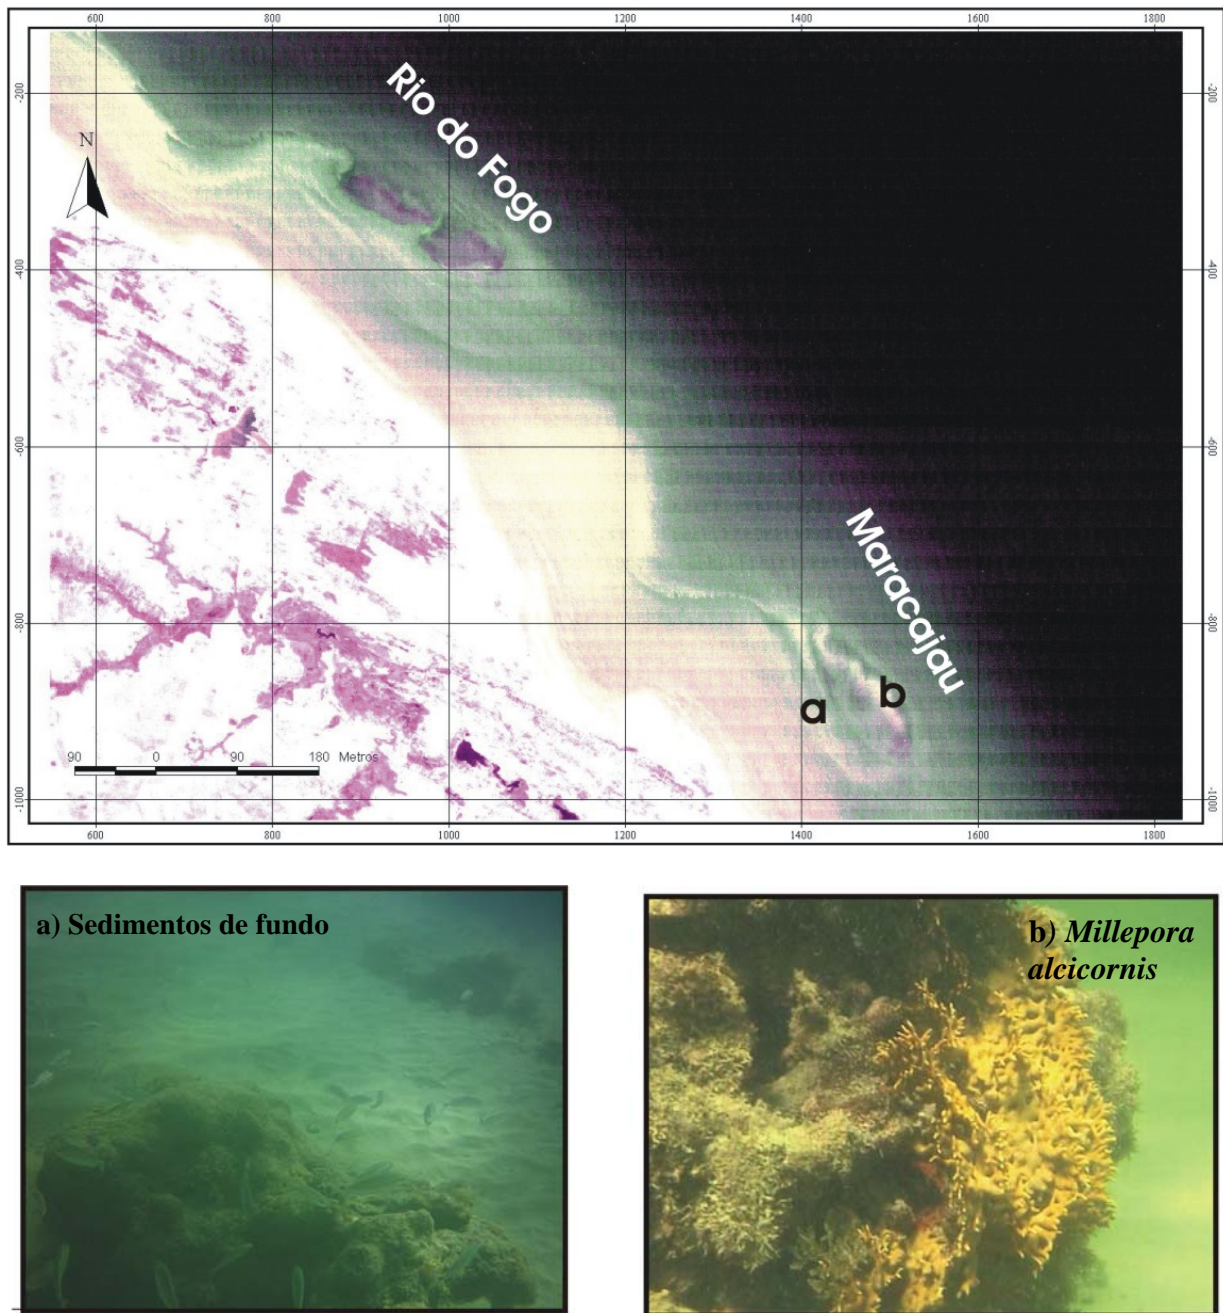 600 800 1000 1200 1400 1600 1800
-200 -200
Rio do Fogo
N
-400 -400
-600 -600
Maracajau
-800 -800
a b
90 0 90 180 Metros
-1000 -1000
600 800 1000 1200 1400 1600 1800
a) Sedimentos de fundo
b) Millepora
alcicornis